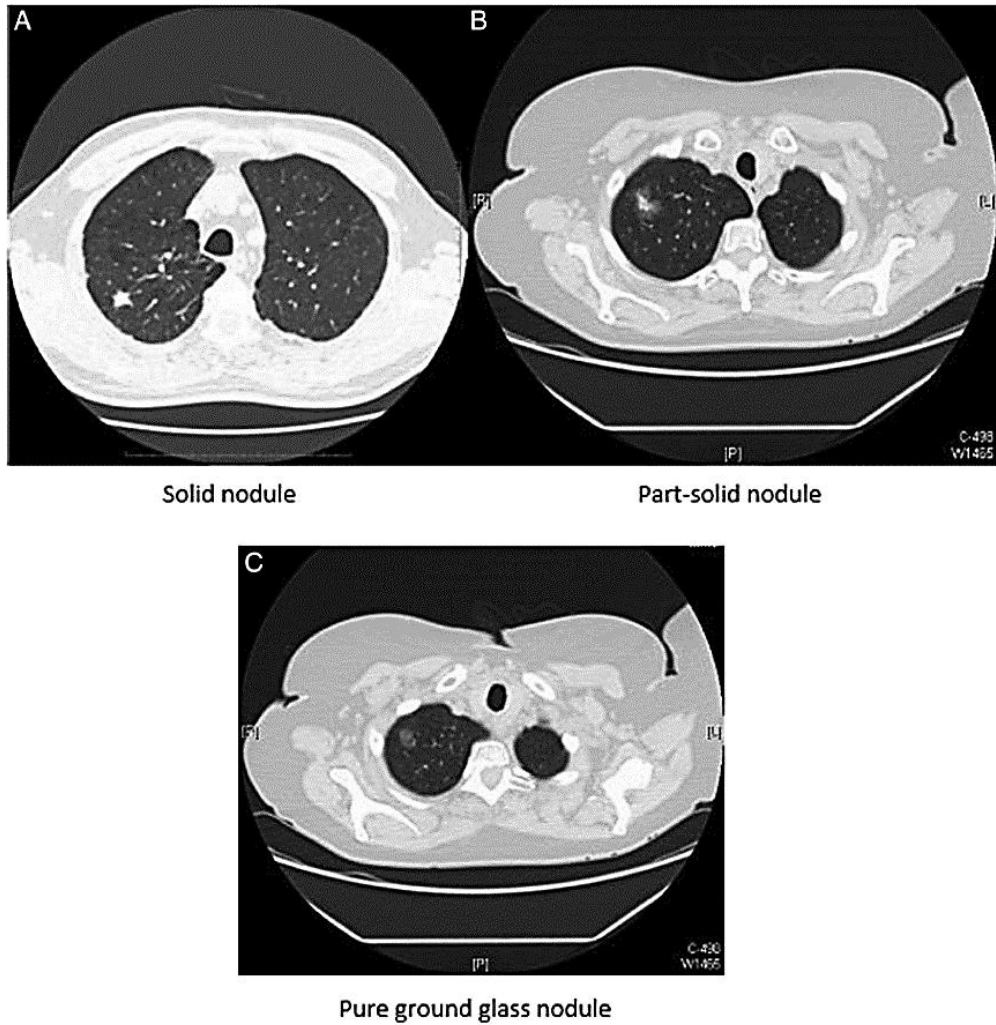 A
B
[R]
[L]
C-498
W1465
[P]
Solid nodule
Part-solid nodule
C
[R]
[L]
C-498
W1465
[P]
Pure ground glass nodule